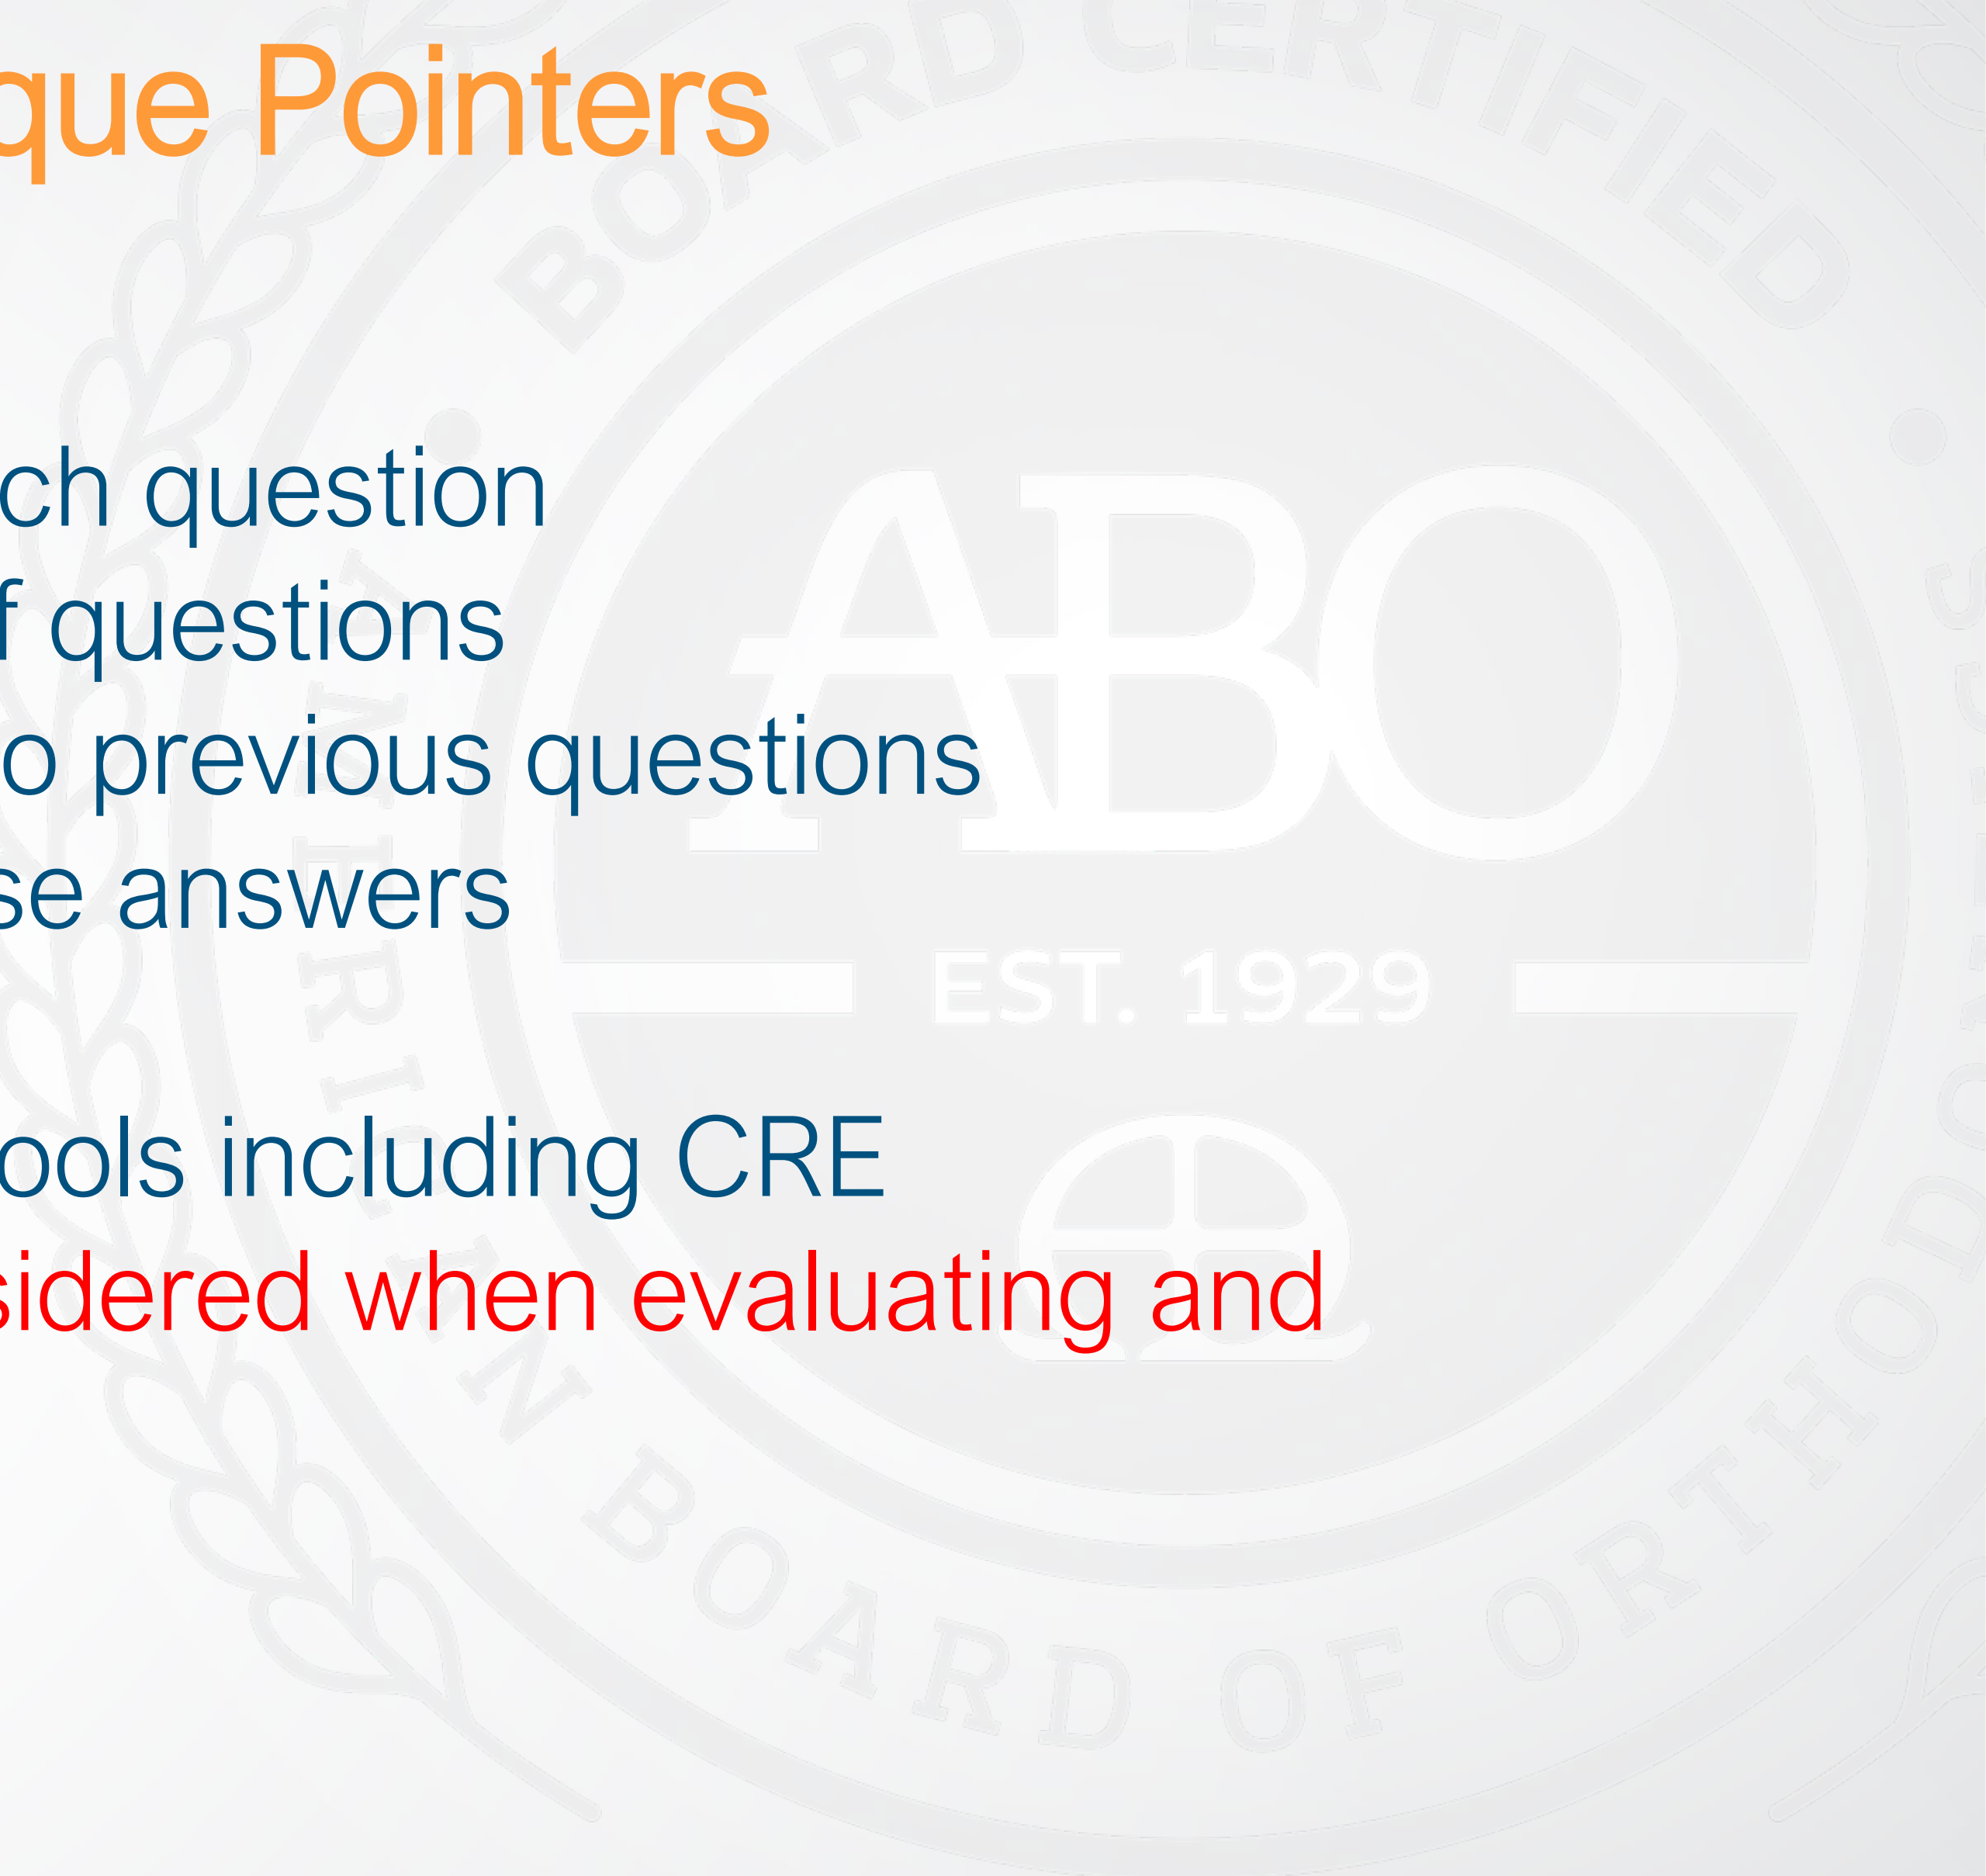 que Pointers
ch question
f questions
o previous questions
se answers
ools including CRE
sidered when evaluating and
BOARD CERTIFIED
ABO
EST. 1929
AMERICAN BOARD OF ORTHOD